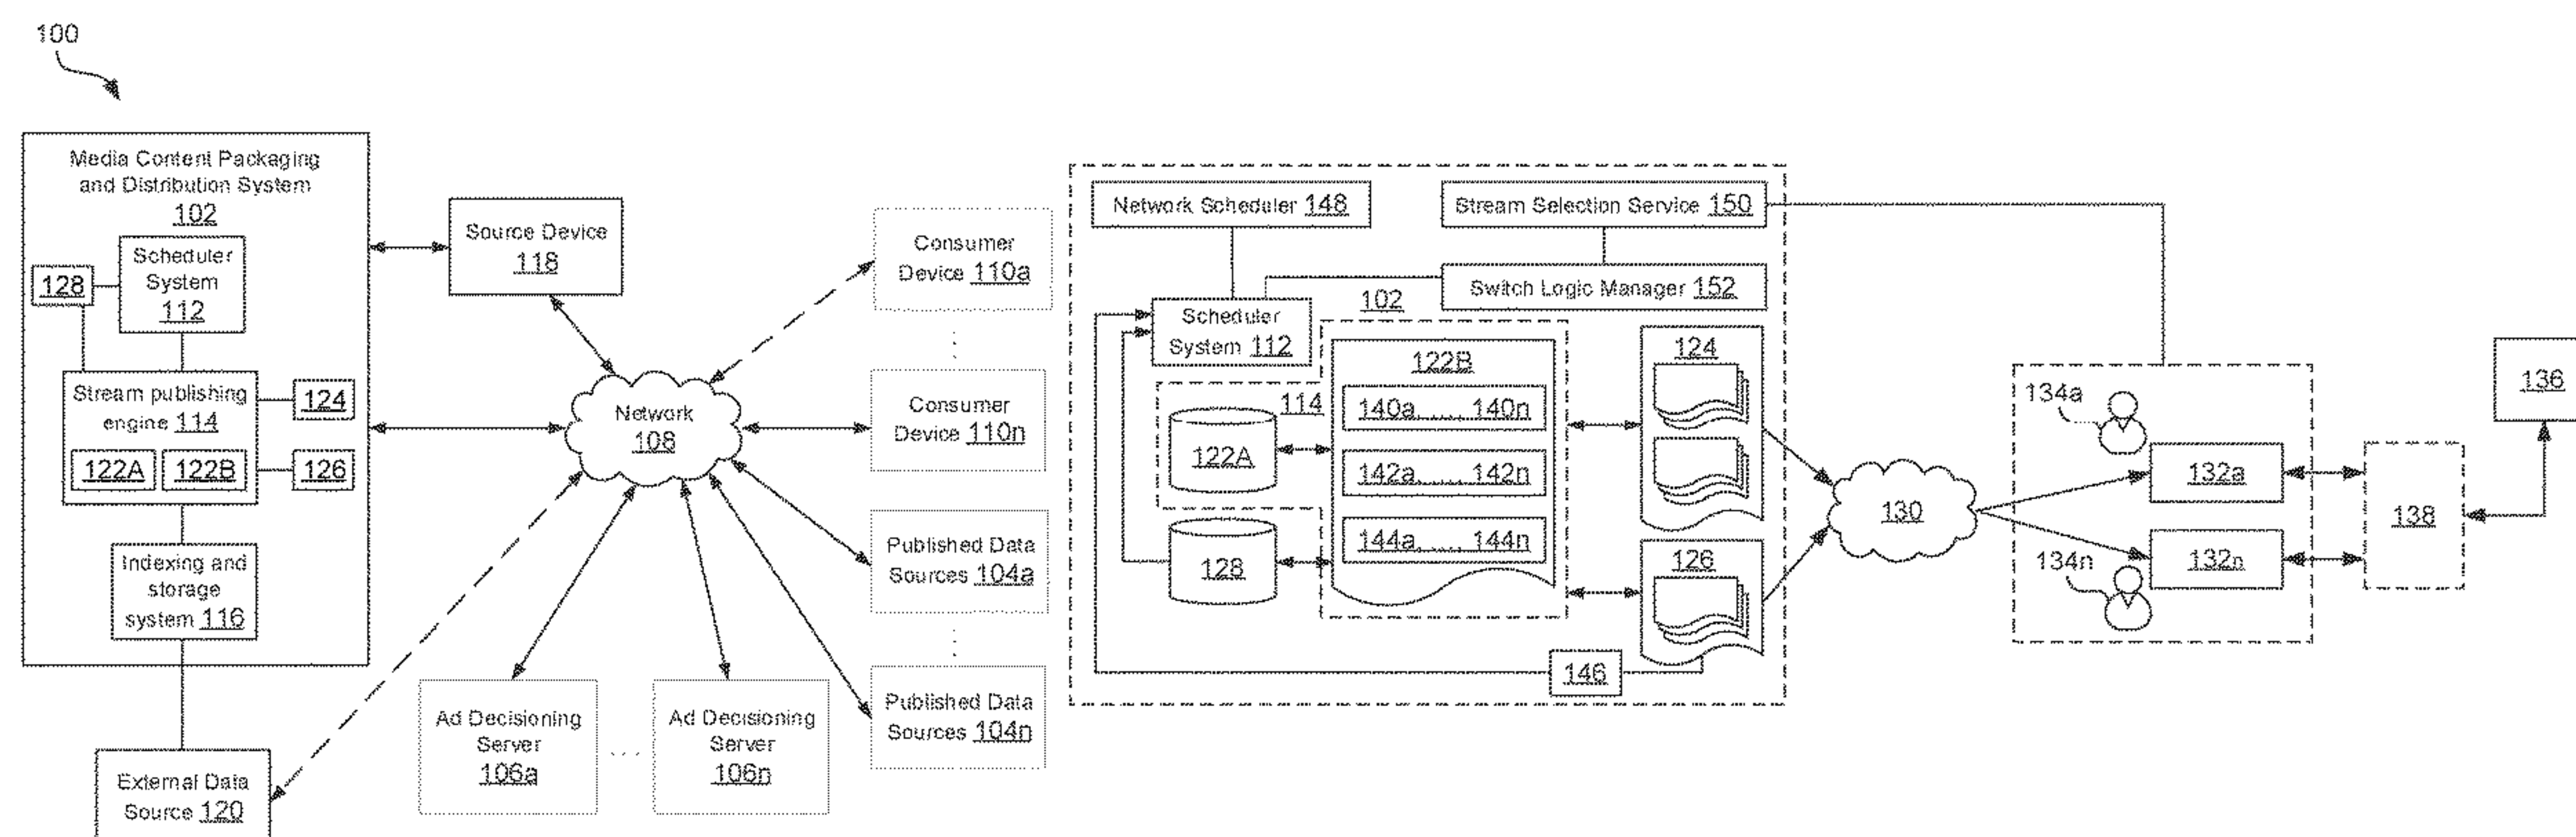 100
Media Content Packaging
and Distribution System
102
Scheduler
System
112
128
Stream publishing
engine 114
122A 122B
124
126
Indexing and
storage
system 116
External Data
Source 120
Source Device
118
Network
108
Ad Decisioning
Server
106a
. . .
Ad Decisioning
Server
106n
Consumer
Device 110a
Consumer
Device 110n
Published Data
Sources 104a
Published Data
Sources 104n
Network Scheduler 148
Stream Selection Service 150
Switch Logic Manager 152
102
Scheduler
System 112
114
122A
128
122B
140a...... 140n
142a...... 142n
144a...... 144n
124
126
146
130
134a
132a
134n
132n
138
136